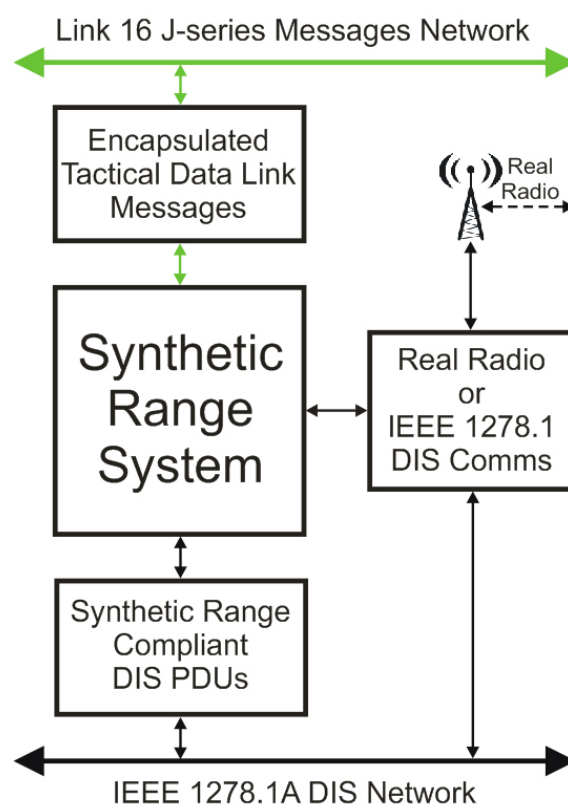 Link 16 J-series Messages Network
Encapsulated
Tactical Data Link
Messages
Real
Radio
Synthetic
Range
System
Real Radio
or
IEEE 1278.1
DIS Comms
Synthetic Range
Compliant
DIS PDUs
IEEE 1278.1A DIS Network